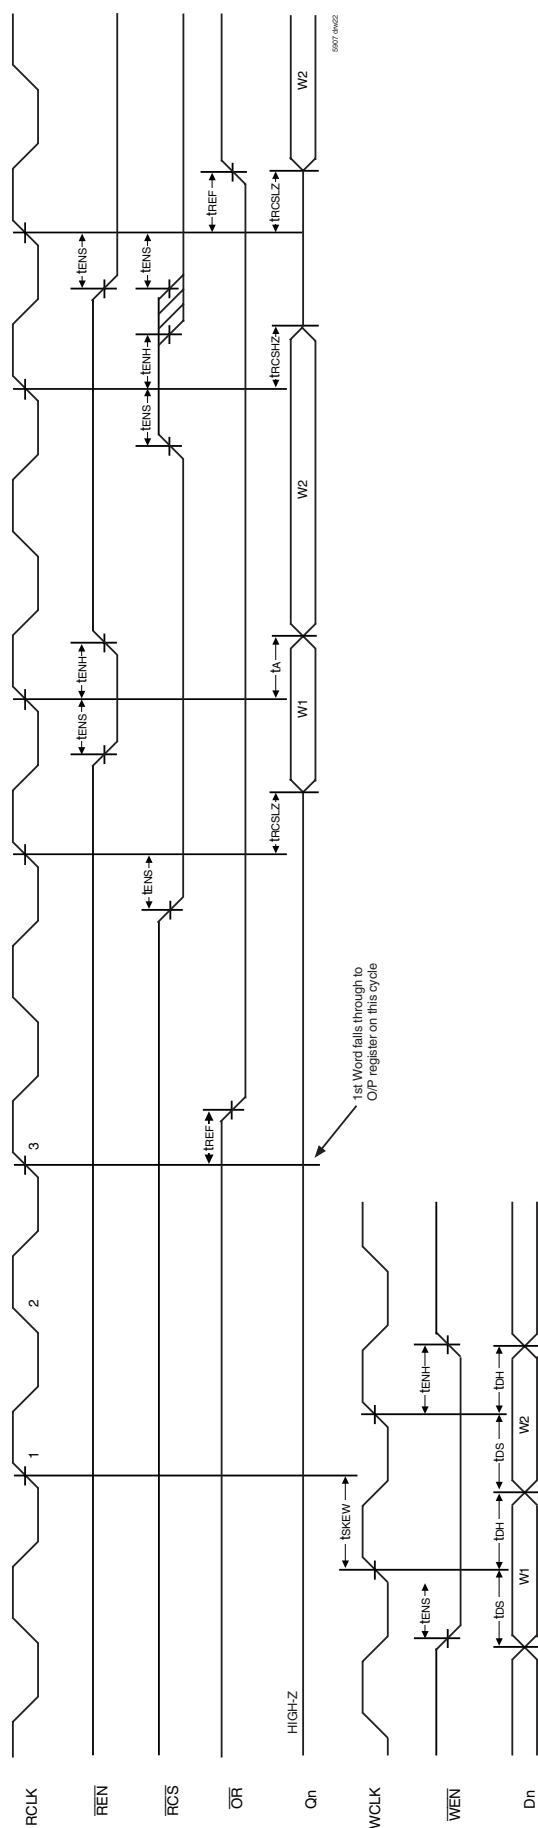 RCLK 1 2 3
REN tENS tENH tENS
RCS tENS tENS tENH tENS
OR tREF tREF
tRCSLZ tA tRCSHZ tRCSLZ
Qn HIGH-Z W1 W2 W2
5907 drw22
1st Word falls through to
O/P register on this cycle
tSKEW
WCLK
WEN tENS tENH
tDS tDH tDS tDH
Dn W1 W2